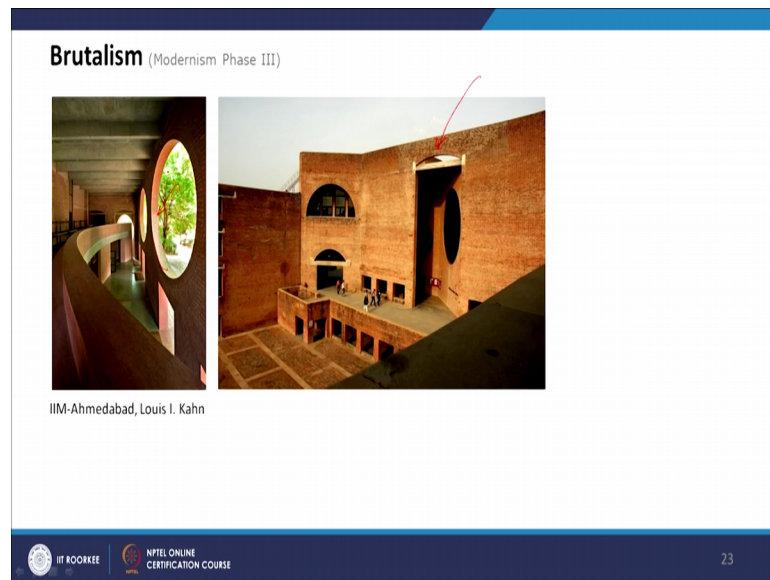 Brutalism (Modernism Phase III)
IIM-Ahmedabad, Louis I. Kahn
IIT ROORKEE
NPTEL ONLINE
CERTIFICATION COURSE
23